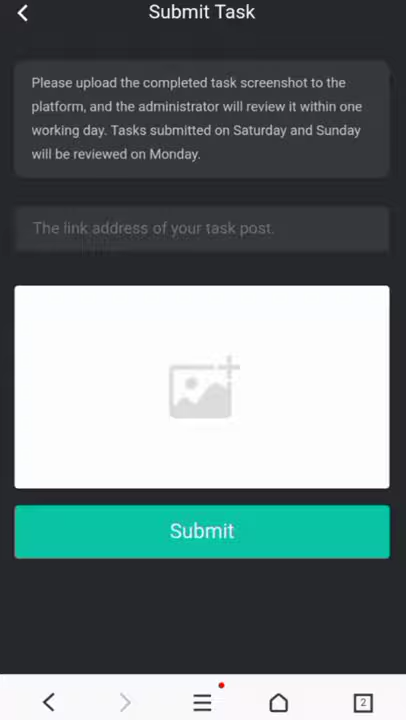 Submit Task
Please upload the completed task screenshot to the
platform, and the administrator will review it within one
working day. Tasks submitted on Saturday and Sunday
will be reviewed on Monday.
The link address of your task post.
Submit
2